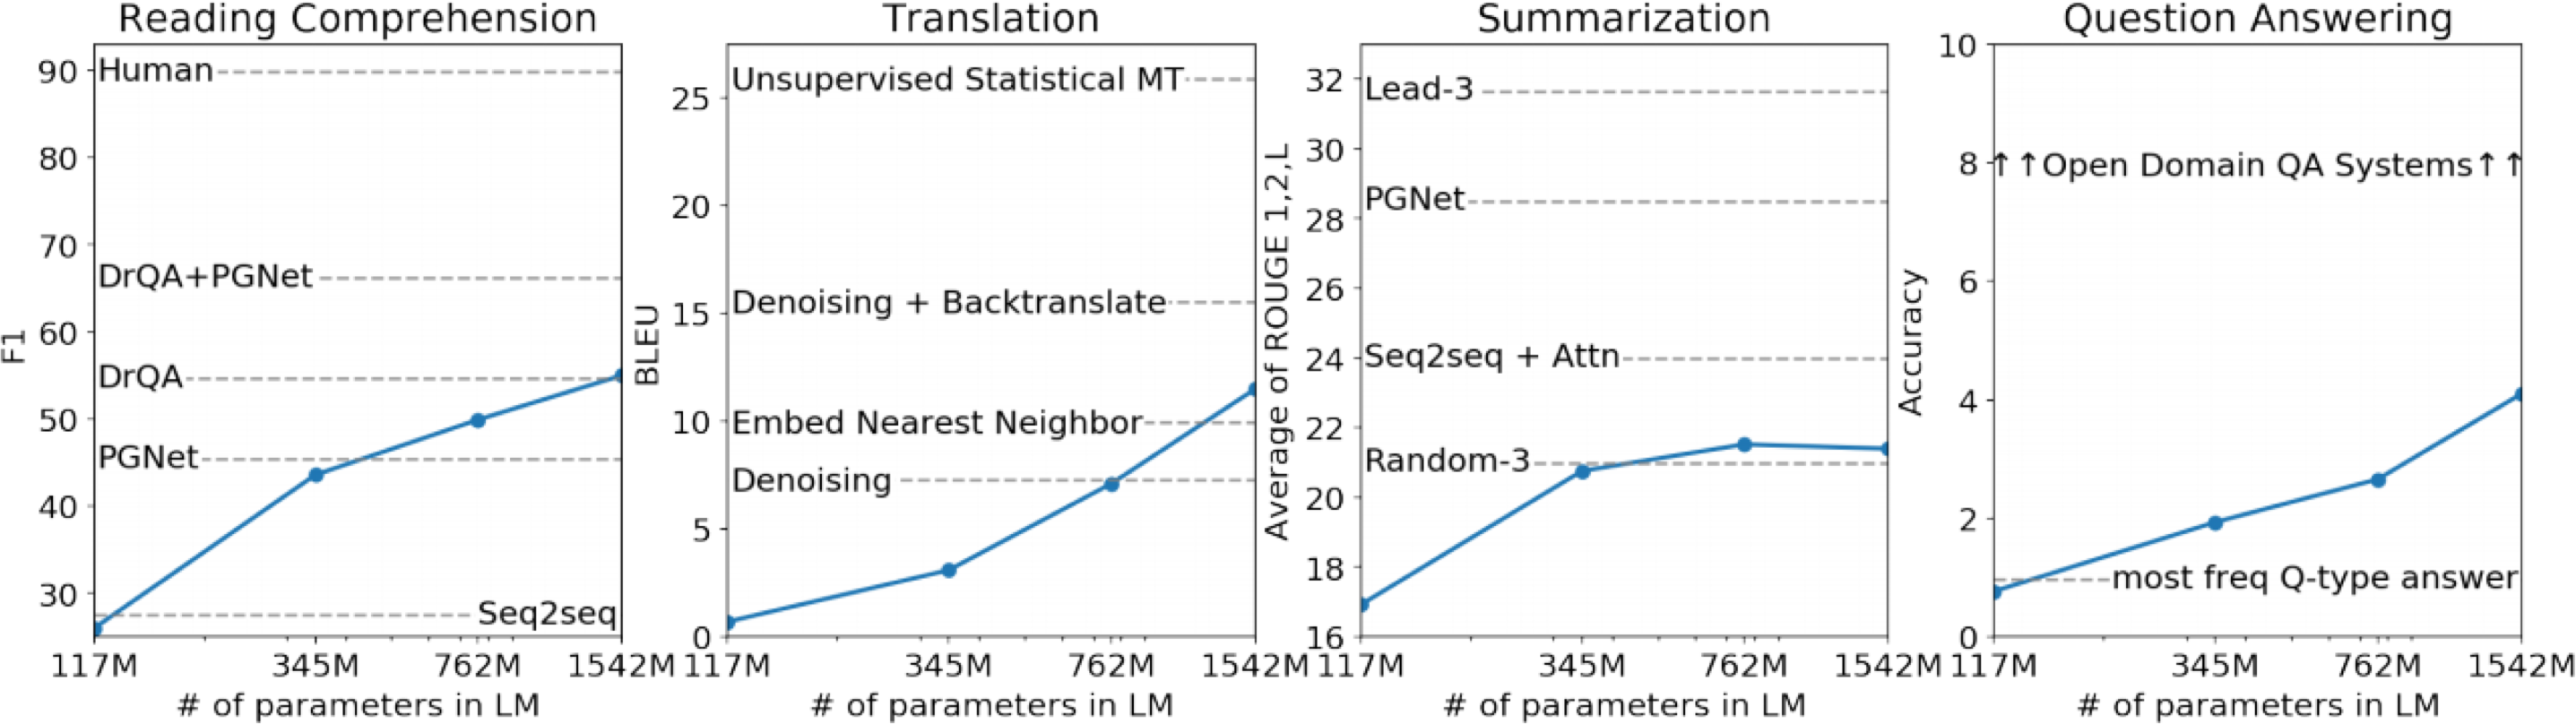 Reading Comprehension
F1
90
80
70
60
50
40
30
Human
DrQA+PGNet
DrQA
PGNet
Seq2seq
117M 345M 762M 1542M
# of parameters in LM
Translation
BLEU
25
20
15
10
5
0
Unsupervised Statistical MT
Denoising + Backtranslate
Embed Nearest Neighbor
Denoising
117M 345M 762M 1542M
# of parameters in LM
Summarization
Average of ROUGE 1,2,L
32
30
28
26
24
22
20
18
16
Lead-3
PGNet
Seq2seq + Attn
Random-3
117M 345M 762M 1542M
# of parameters in LM
Question Answering
Accuracy
10
8
6
4
2
0
↑↑Open Domain QA Systems↑↑
most freq Q-type answer
117M 345M 762M 1542M
# of parameters in LM